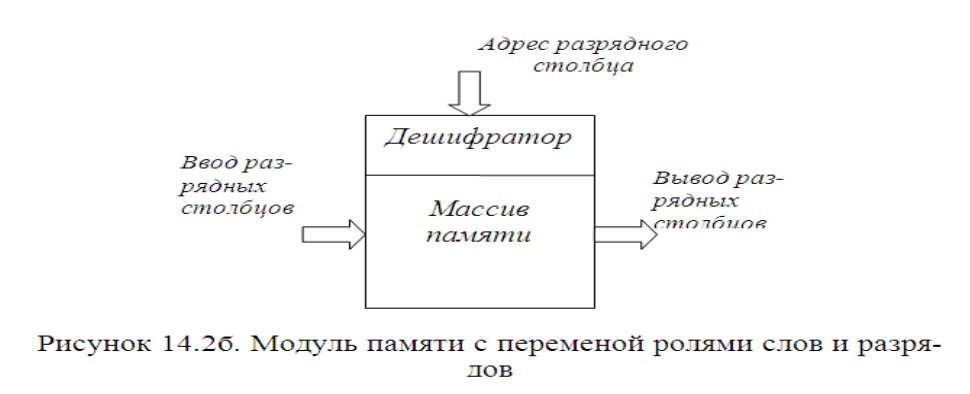 Адрес разрядного
столбца
Дешифратор
Ввод раз-
рядных
столбцов
Массив
памяти
Вывод раз-
рядных
столбцов
Рисунок 14.2б. Модуль памяти с переменой ролями слов и разря-
дов